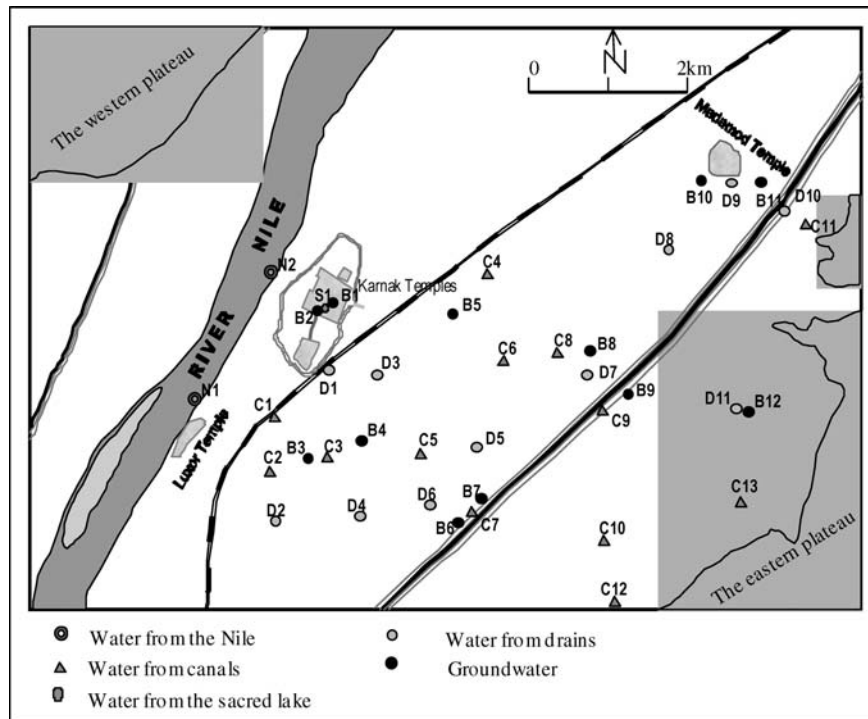 The western plateau
0
2km
N
Madamod Temple
B10
D9
B11
D10
C11
D8
RIVER NILE
N2
C4
Karnak Temples
S1
B1
B2
B5
C8
B8
C6
D7
D1
D3
N1
B9
C1
C9
D11
B12
Luxor Temple
B4
B3
C3
C5
D5
C2
D6
B7
C13
D2
D4
B6
C7
C10
C12
The eastern plateau
Water from the Nile
Water from drains
Water from canals
Groundwater
Water from the sacred lake